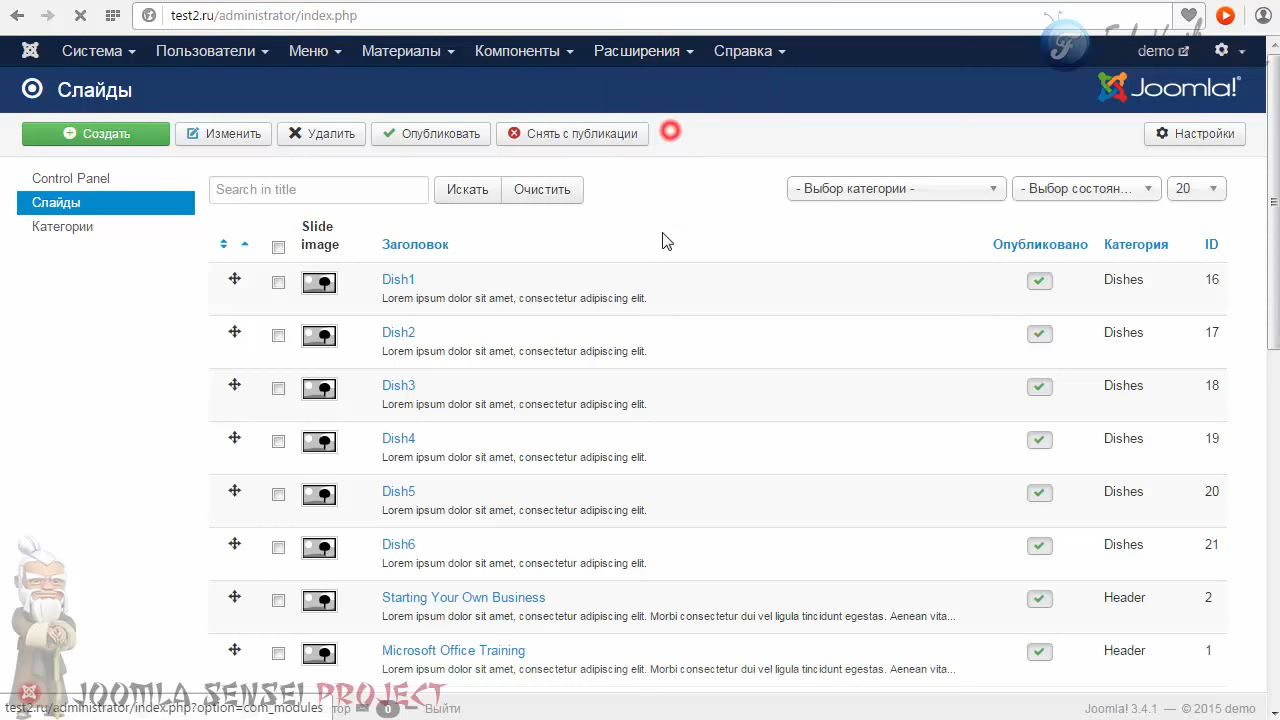 test2.ru/administrator/index.php
Система Пользователи Меню Материалы Компоненты Расширения Справка demo
Слайды
Joomla!
Создать Изменить Удалить Опубликовать Снять с публикации Настройки
Control Panel
Слайды
Категории
Search in title Искать Очистить - Выбор категории - - Выбор состоян... 20
Slide image Заголовок Опубликовано Категория ID
Dish1 Dishes 16
Lorem ipsum dolor sit amet, consectetur adipiscing elit.
Dish2 Dishes 17
Lorem ipsum dolor sit amet, consectetur adipiscing elit.
Dish3 Dishes 18
Lorem ipsum dolor sit amet, consectetur adipiscing elit.
Dish4 Dishes 19
Lorem ipsum dolor sit amet, consectetur adipiscing elit.
Dish5 Dishes 20
Lorem ipsum dolor sit amet, consectetur adipiscing elit.
Dish6 Dishes 21
Lorem ipsum dolor sit amet, consectetur adipiscing elit.
Starting Your Own Business Header 2
Lorem ipsum dolor sit amet, consectetur adipiscing elit. Morbi consectetur dui vel ligula tincidunt egestas. Aenean vita...
Microsoft Office Training Header 1
Lorem ipsum dolor sit amet, consectetur adipiscing elit. Morbi consectetur dui vel ligula tincidunt egestas. Aenean vita...
JOOMLA SENSEI PROJECT
test2.ru/administrator/index.php?option=com_modules тор 0 Выйти Joomla! 3.4.1 — © 2015 demo